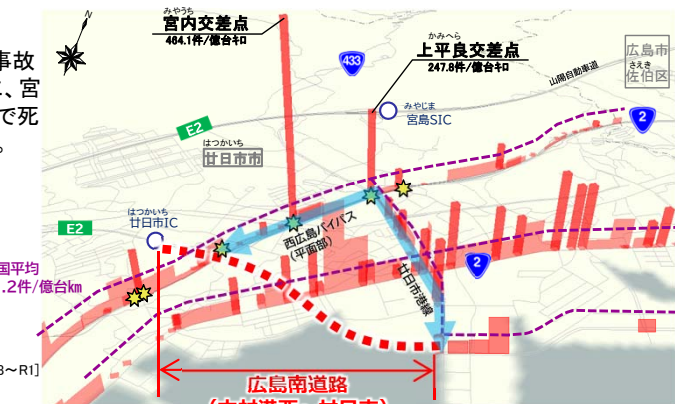 N
みやうち
宮内交差点
464.1件/億台キロ
かみへら
上平良交差点
247.8件/億台キロ
433
広島市
さえき
佐伯区
山陽自動車道
事故
宮
で死
。
E2
みやじま
宮島SIC
2
はつかいち
廿日市市
E2
はつかいち
廿日市IC
西広島バイパス
(平面部)
廿日市港線
2
国平均
.2件/億台km
3～R1]
広島南道路